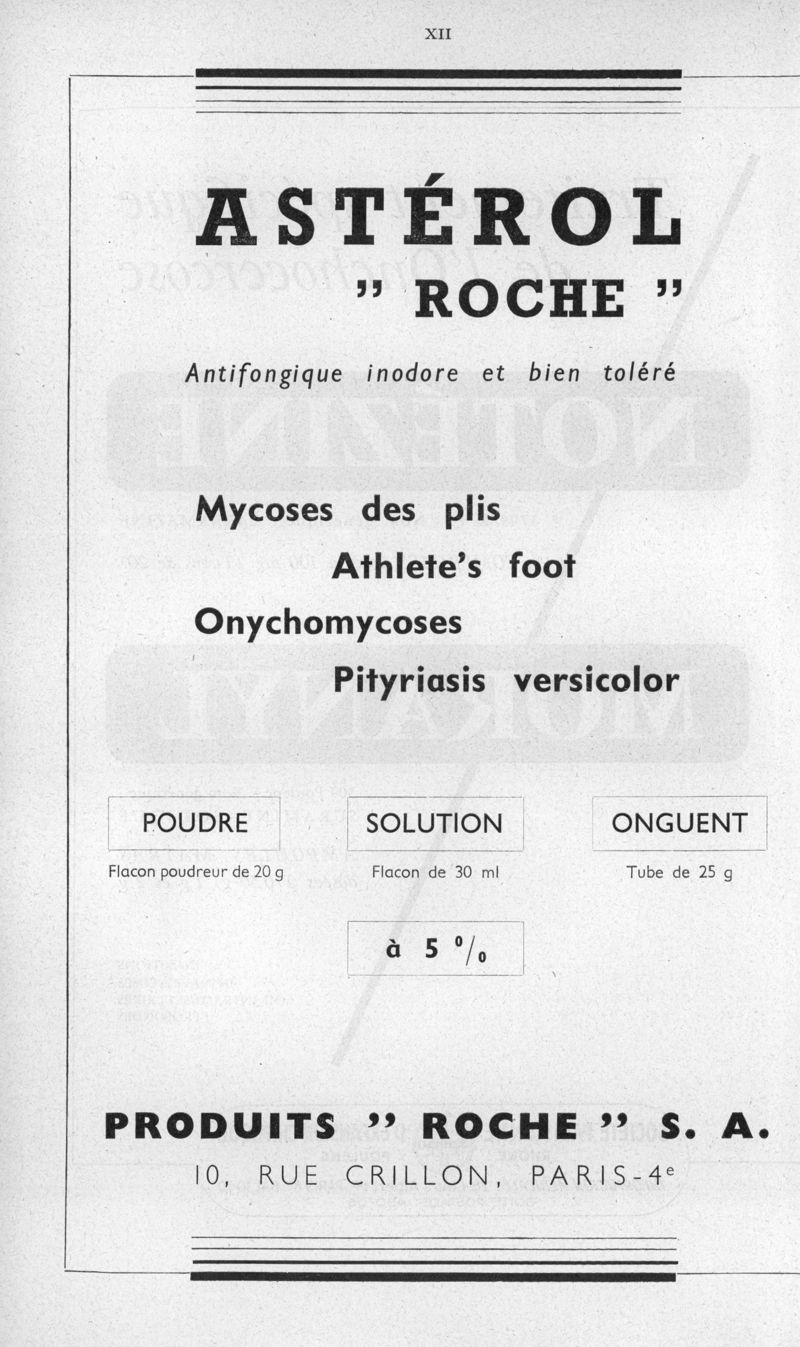 XII
ASTÉROL
” ROCHE ”
Antifongique inodore et bien toléré
Mycoses des plis
Athlete’s foot
Onychomycoses
Pityriasis versicolor
POUDRE SOLUTION ONGUENT
Flacon poudreur de 20 g Flacon de 30 ml Tube de 25 g
à 5 %
PRODUITS ” ROCHE ” S. A.
10, RUE CRILLON, PARIS-4e